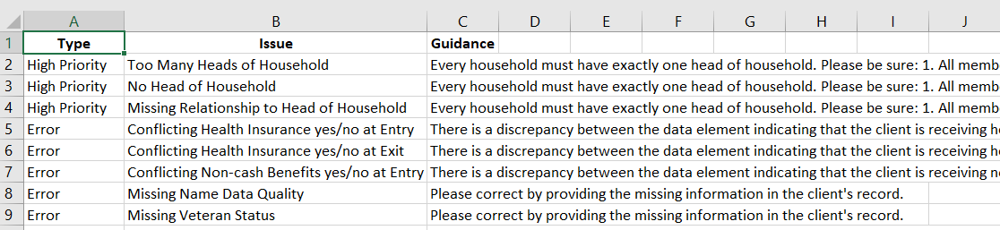 A B C D E F G H I J
1 Type Issue Guidance
2 High Priority Too Many Heads of Household Every household must have exactly one head of household. Please be sure: 1. All memb
3 High Priority No Head of Household Every household must have exactly one head of household. Please be sure: 1. All memb
4 High Priority Missing Relationship to Head of Household Every household must have exactly one head of household. Please be sure: 1. All memb
5 Error Conflicting Health Insurance yes/no at Entry There is a discrepancy between the data element indicating that the client is receiving he
6 Error Conflicting Health Insurance yes/no at Exit There is a discrepancy between the data element indicating that the client is receiving he
7 Error Conflicting Non-cash Benefits yes/no at Entry There is a discrepancy between the data element indicating that the client is receiving no
8 Error Missing Name Data Quality Please correct by providing the missing information in the client's record.
9 Error Missing Veteran Status Please correct by providing the missing information in the client's record.